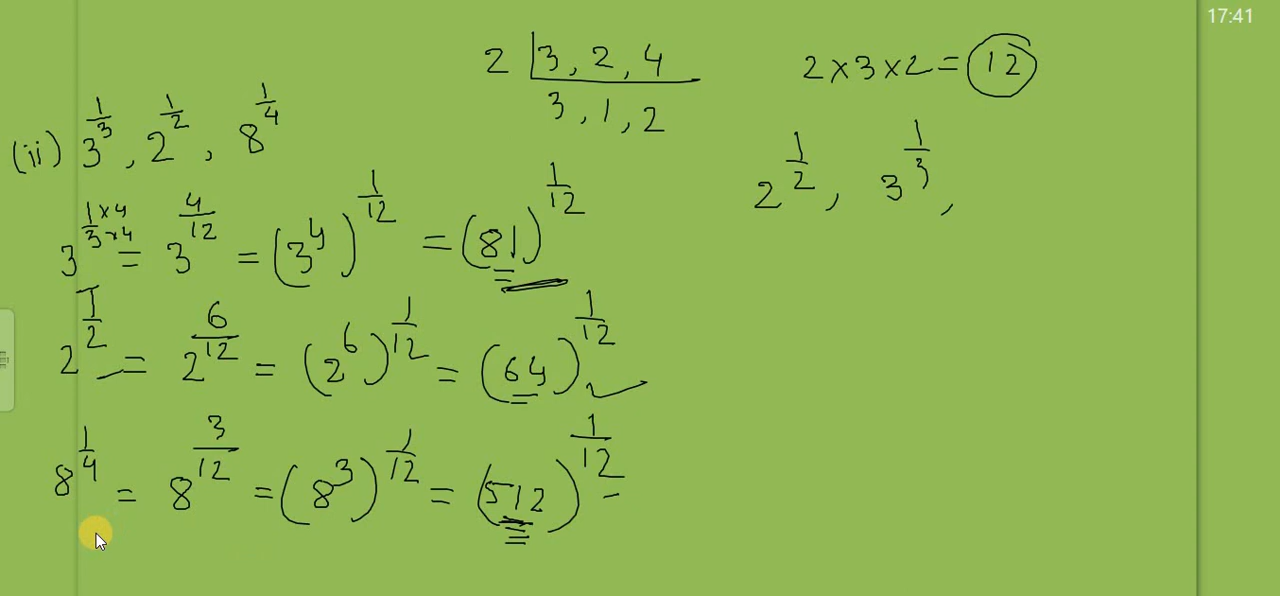 17:41
2 | 3, 2, 4
3, 1, 2
2×3×2=12
(ii) 3^(1/3), 2^(1/2), 8^(1/4)
2^(1/2), 3^(1/3),
3^(1×4/3×4) = 3^(4/12) = (3^4)^(1/12) = (81)^(1/12)
2^(1/2) = 2^(6/12) = (2^6)^(1/12) = (64)^(1/12) ✓
8^(1/4) = 8^(3/12) = (8^3)^(1/12) = (512)^(1/12)